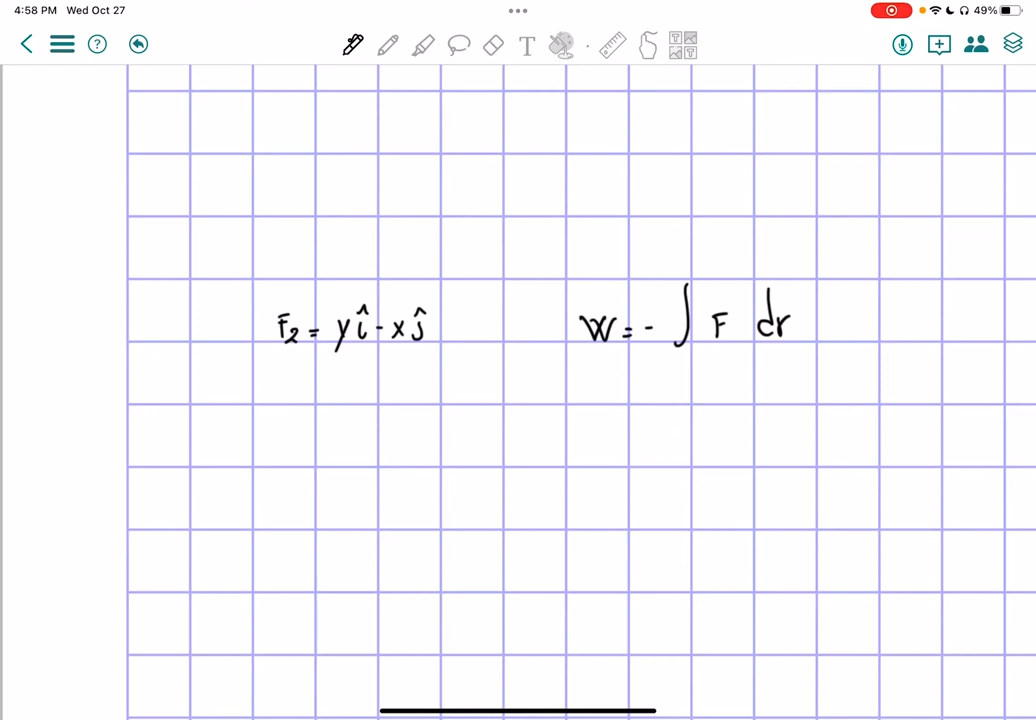 4:58 PM Wed Oct 27
49%
F₂ = yî - xĵ
W = - ∫ F dr